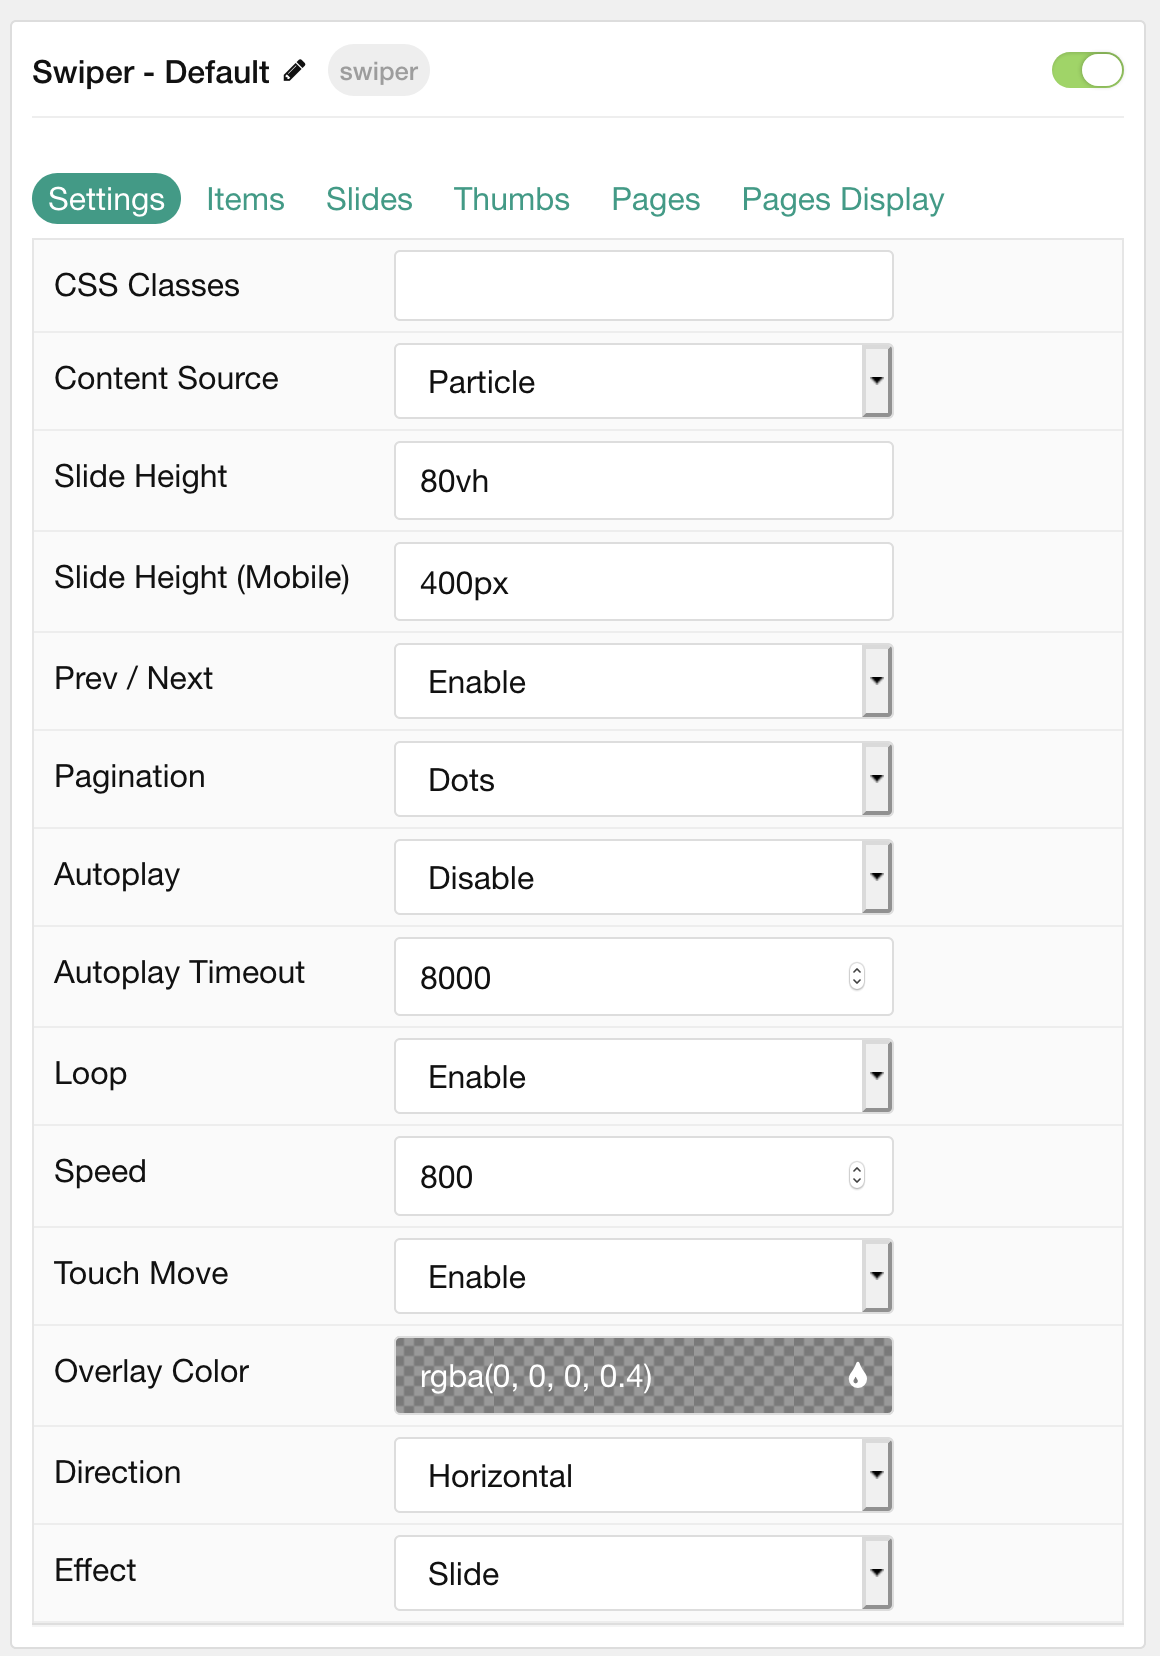 Swiper - Default swiper
Settings Items Slides Thumbs Pages Pages Display
CSS Classes
Content Source Particle
Slide Height 80vh
Slide Height (Mobile) 400px
Prev / Next Enable
Pagination Dots
Autoplay Disable
Autoplay Timeout 8000
Loop Enable
Speed 800
Touch Move Enable
Overlay Color rgba(0, 0, 0, 0.4)
Direction Horizontal
Effect Slide